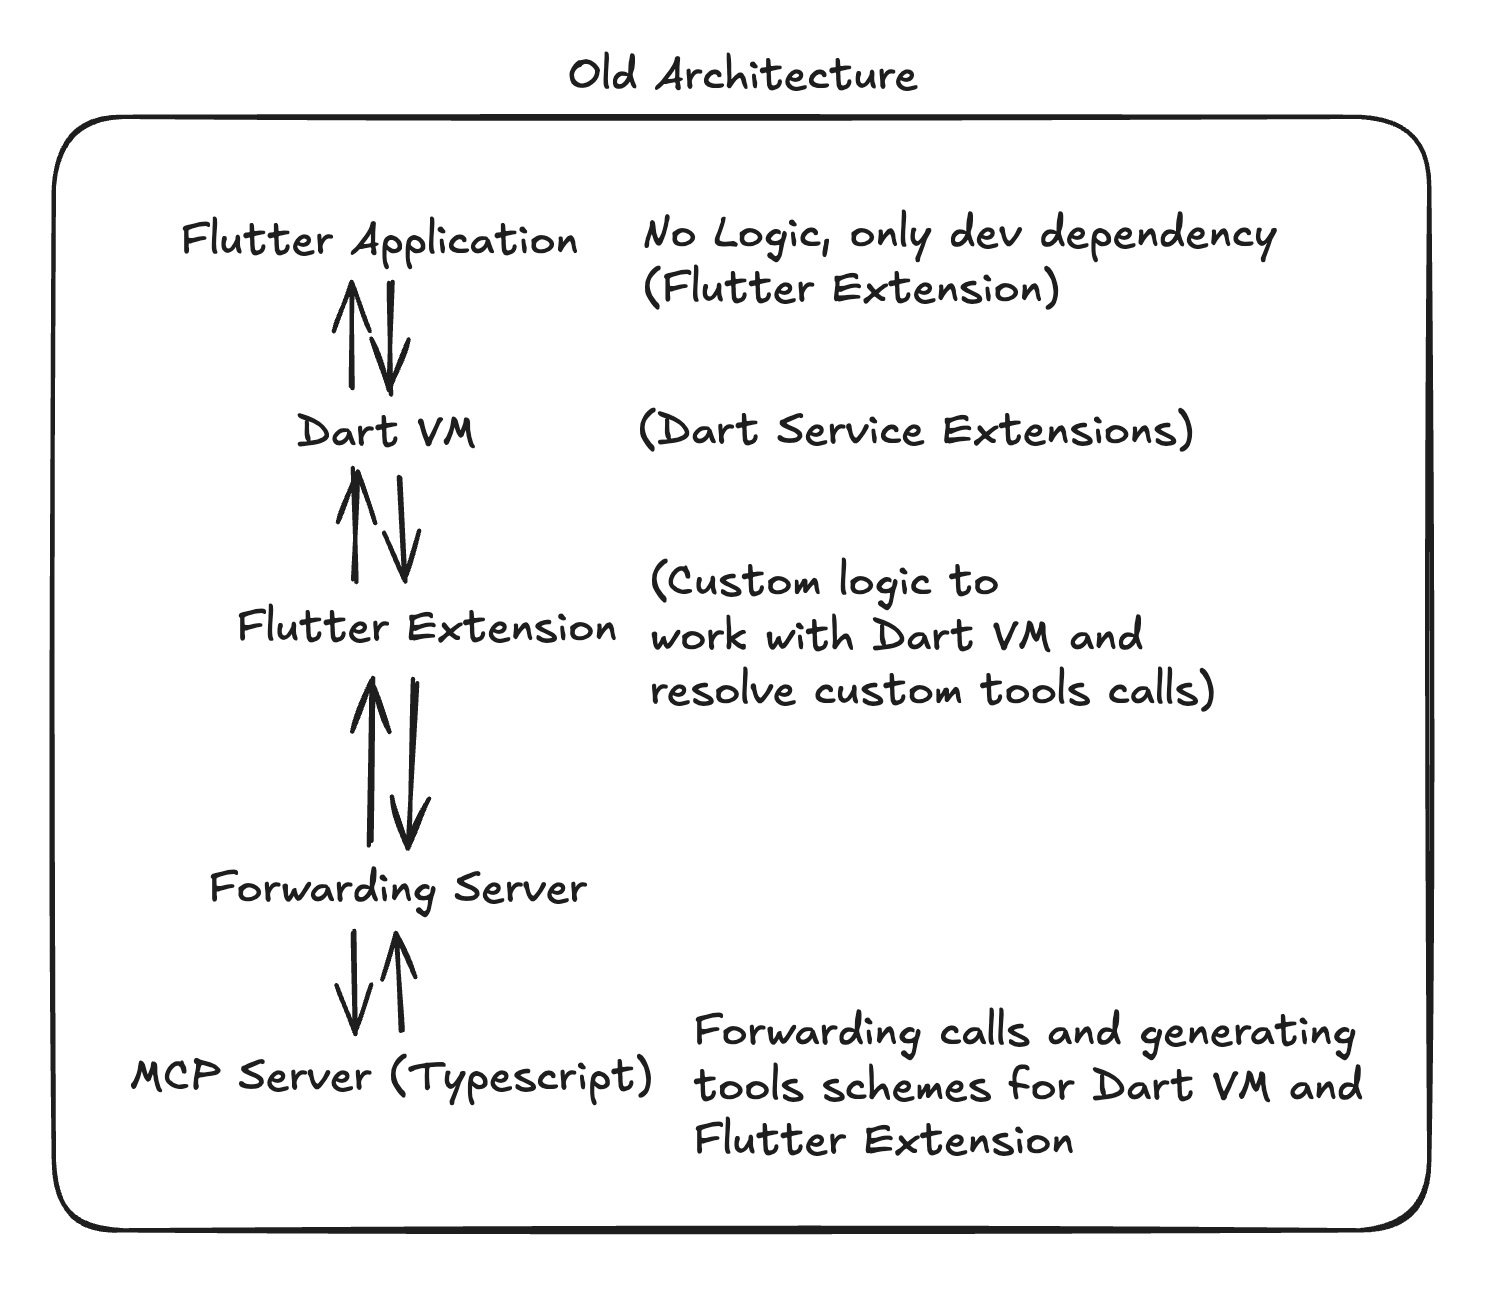 Old Architecture
Flutter Application
No Logic, only dev dependency
(Flutter Extension)
Dart VM
(Dart Service Extensions)
Flutter Extension
(Custom logic to
work with Dart VM and
resolve custom tools calls)
Forwarding Server
MCP Server (Typescript)
Forwarding calls and generating
tools schemes for Dart VM and
Flutter Extension